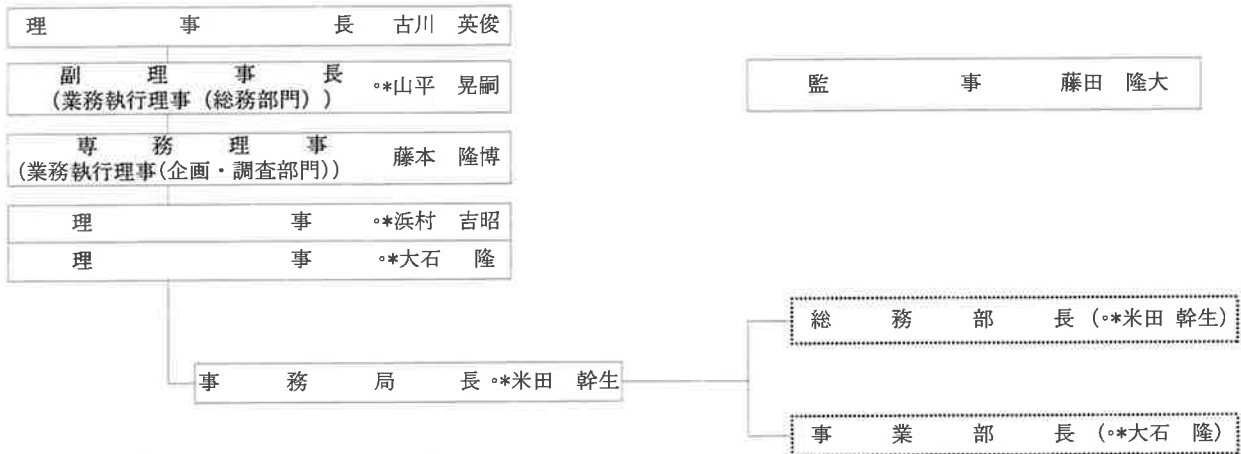 理事長 古川 英俊
副理事長
(業務執行理事(総務部門)) ∘*山平 晃嗣
監事 藤田 隆大
専務理事
(業務執行理事(企画・調査部門)) 藤本 隆博
理事 ∘*浜村 吉昭
理事 ∘*大石 隆
総務部長 (∘*米田 幹生)
事務局長 ∘*米田 幹生
事業部長 (∘*大石 隆)